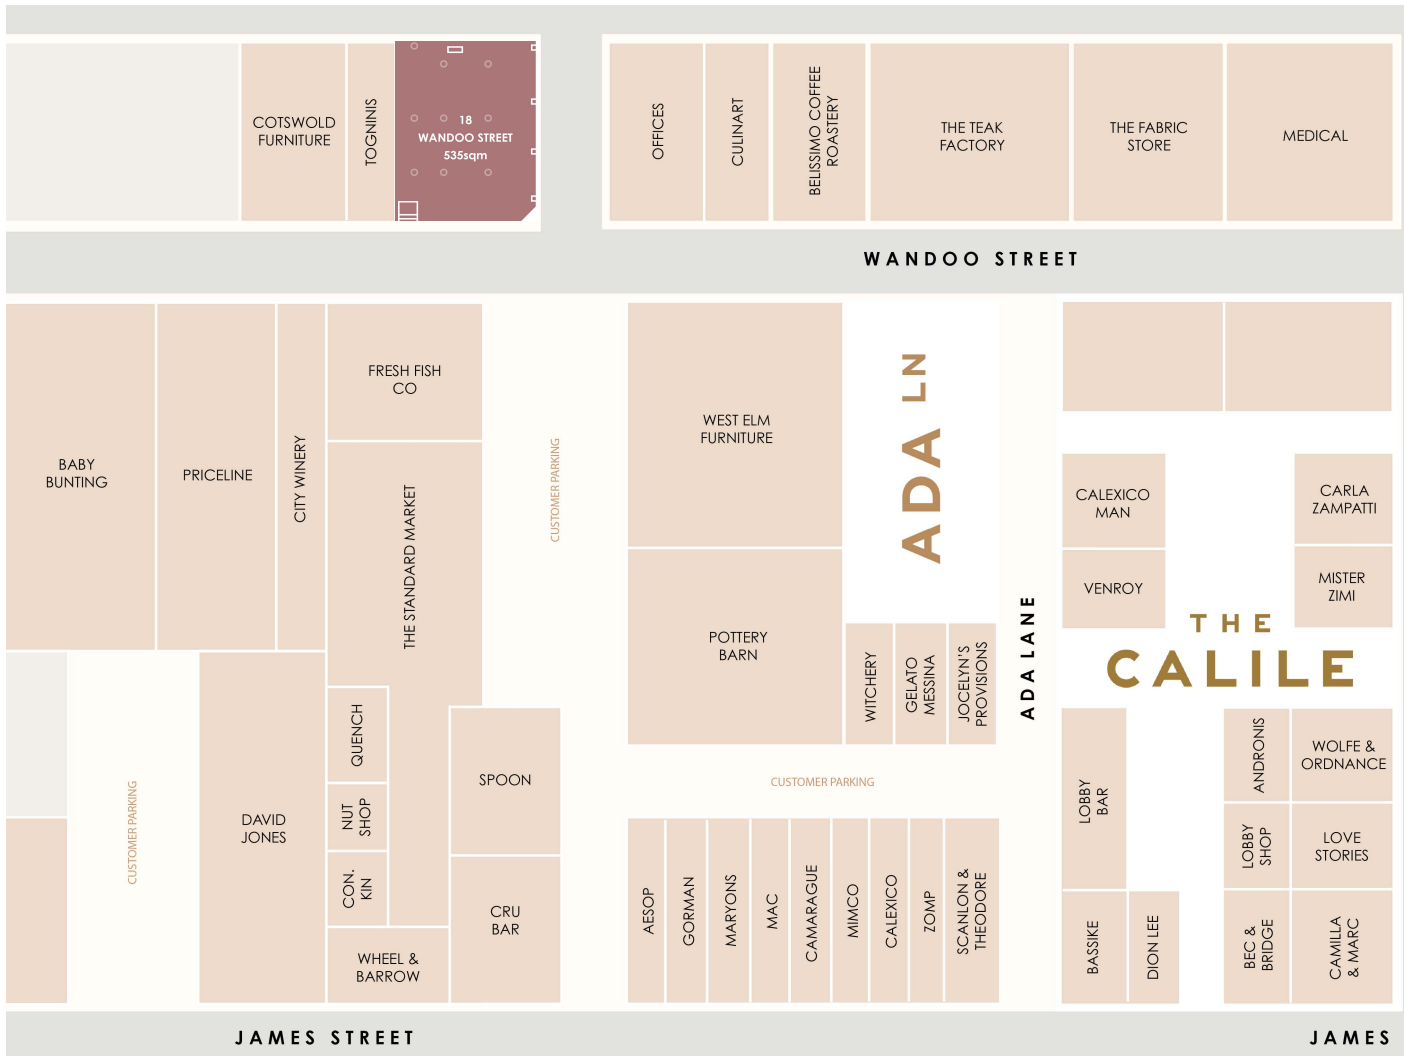 COTSWOLD
FURNITURE
TOGNINIS
18
WANDOO STREET
535sqm
OFFICES
CULINART
BELISSIMO COFFEE
ROASTERY
THE TEAK
FACTORY
THE FABRIC
STORE
MEDICAL
WANDOO STREET
BABY
BUNTING
PRICELINE
CITY WINERY
FRESH FISH
CO
THE STANDARD MARKET
CUSTOMER PARKING
WEST ELM
FURNITURE
ADA LN
POTTERY
BARN
WITCHERY
GELATO
MESSINA
JOCELYN'S
PROVISIONS
ADA LANE
CALEXICO
MAN
VENROY
CARLA
ZAMPATTI
MISTER
ZIMI
THE
CALILE
CUSTOMER PARKING
DAVID
JONES
QUENCH
NUT
SHOP
CON.
KIN
WHEEL &
BARROW
SPOON
CRU
BAR
CUSTOMER PARKING
AESOP
GORMAN
MARYONS
MAC
CAMARAGUE
MIMCO
CALEXICO
ZOMP
SCANLON &
THEODORE
LOBBY
BAR
BASSIKE
DION LEE
ANDRONIS
WOLFE &
ORDNANCE
LOBBY
SHOP
LOVE
STORIES
BEC &
BRIDGE
CAMILLA
& MARC
JAMES STREET
JAMES